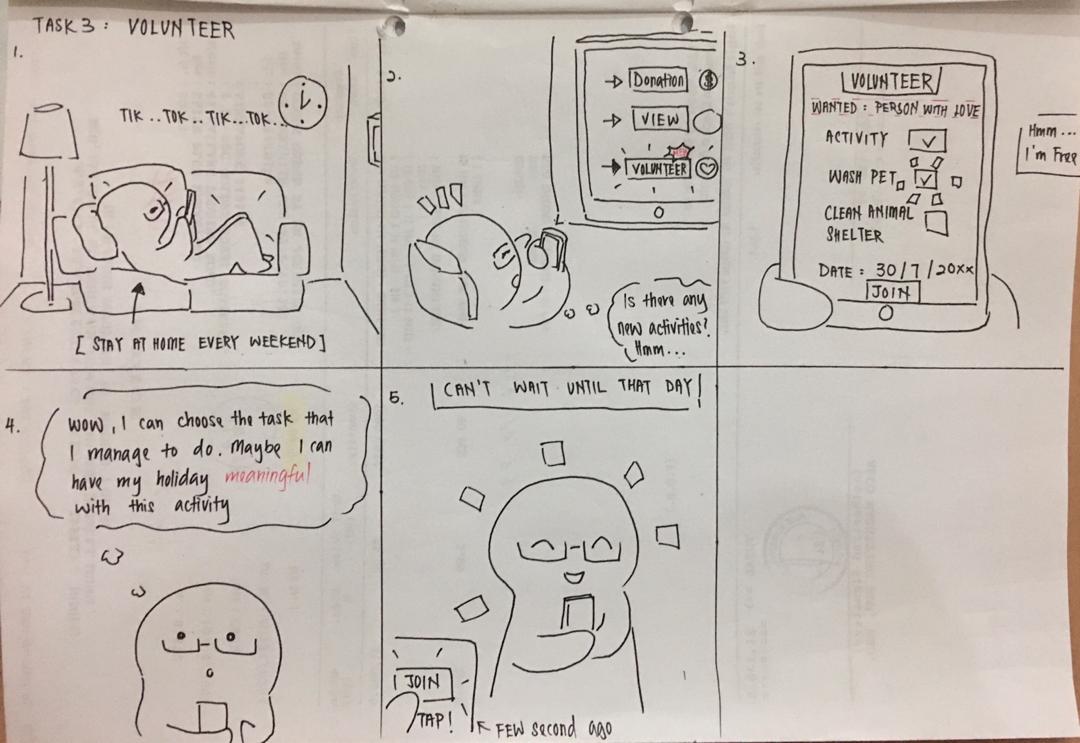 TASK 3 : VOLUNTEER
1.
TIK ..TOK ..TIK...TOK...
[ STAY AT HOME EVERY WEEKEND ]
2.
Donation $
VIEW
VOLUNTEER
Is there any
new activities?
Hmm...
3.
VOLUNTEER
WANTED : PERSON WITH LOVE
ACTIVITY
WASH PET
CLEAN ANIMAL
SHELTER
DATE : 30/7/20xx
JOIN
Hmm...
I'm Free
4.
WOW, I can choose the task that
I manage to do. Maybe I can
have my holiday meaningful
with this activity
5.
CAN'T WAIT UNTIL THAT DAY!
JOIN
TAP!
FEW second ago